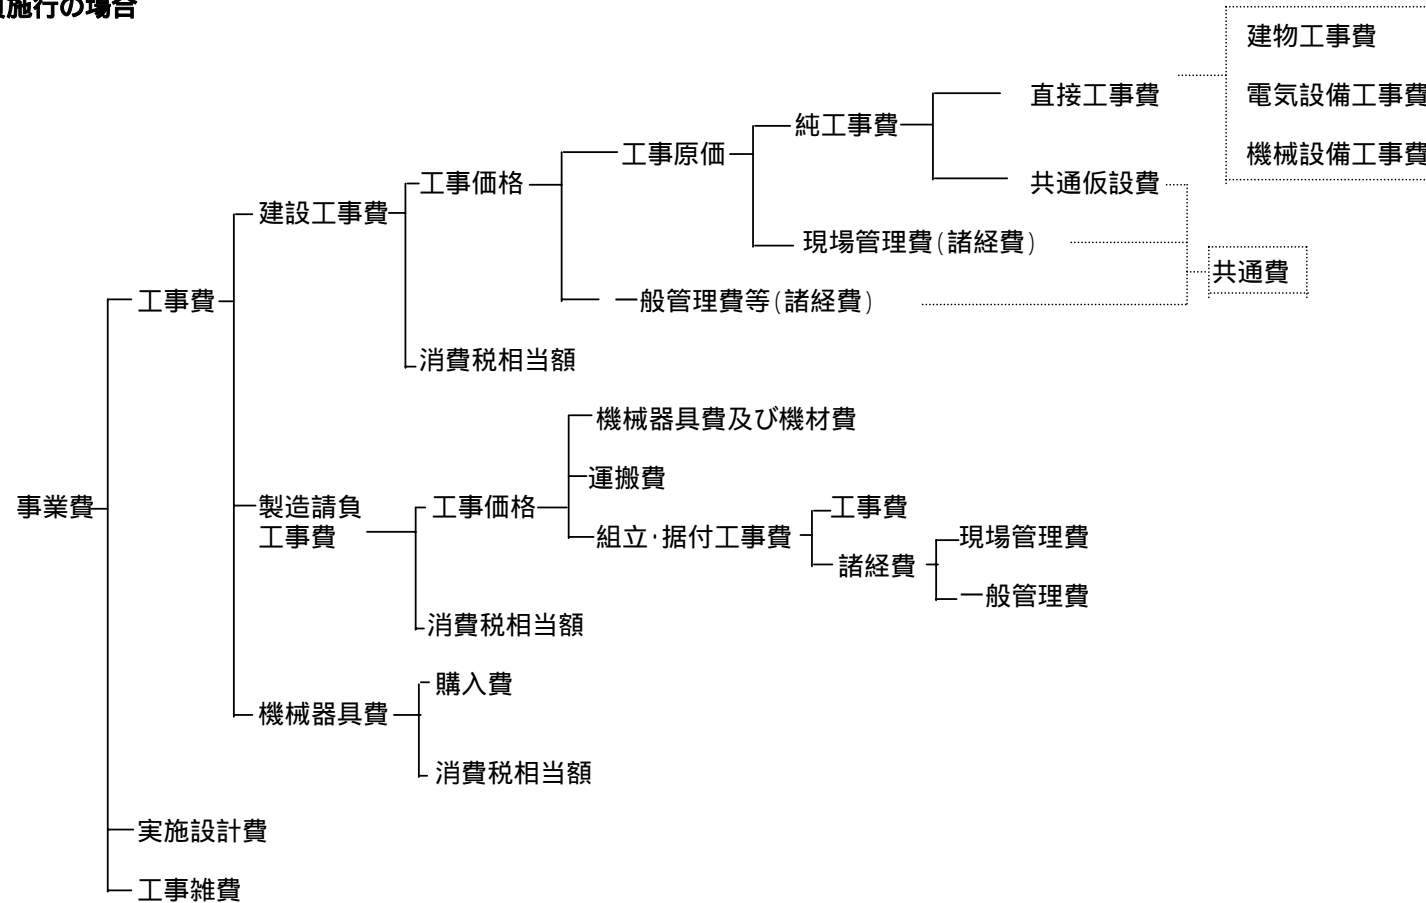 施行の場合
建物工事費
直接工事費
電気設備工事費
純工事費
工事原価
機械設備工事費
工事価格
共通仮設費
建設工事費
現場管理費(諸経費)
共通費
工事費
一般管理費等(諸経費)
消費税相当額
機械器具費及び機材費
運搬費
事業費
製造請負
工事費
工事価格
工事費
組立・据付工事費
現場管理費
諸経費
一般管理費
消費税相当額
購入費
機械器具費
消費税相当額
実施設計費
工事雑費